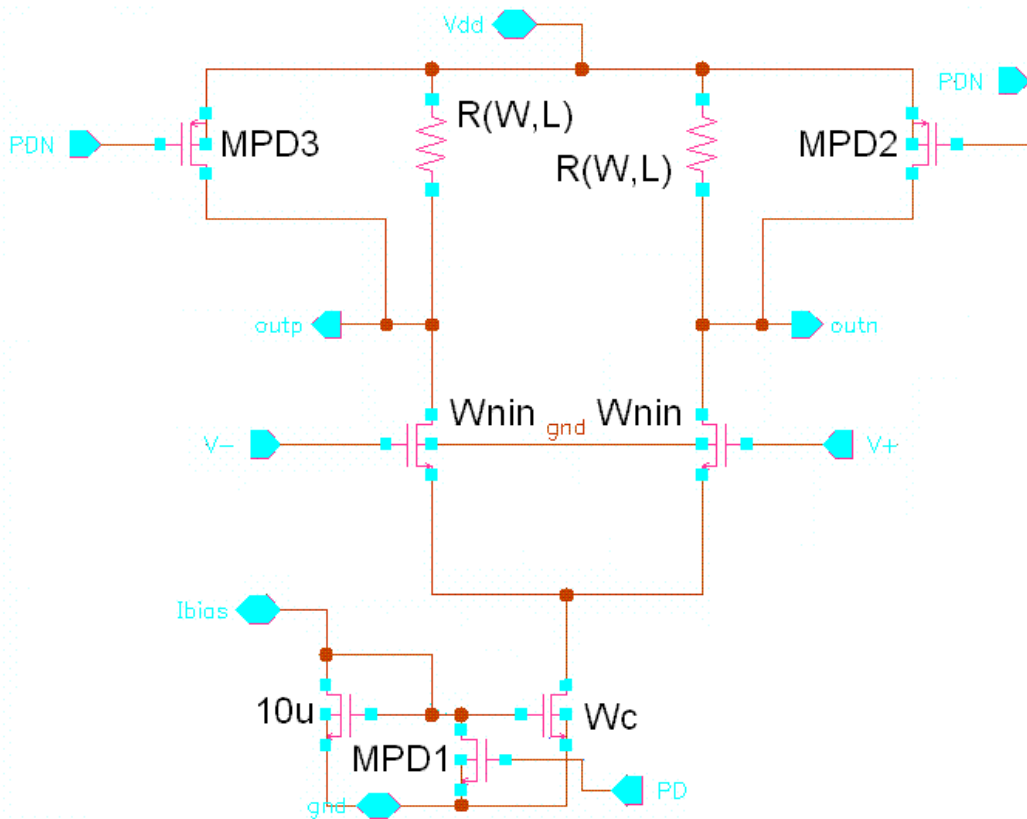 Vdd
PDN
R(W,L)
PDN
MPD3
R(W,L)
MPD2
outp
outn
Wnin
gnd
Wnin
V-
V+
Ibias
10u
Wc
MPD1
PD
gnd